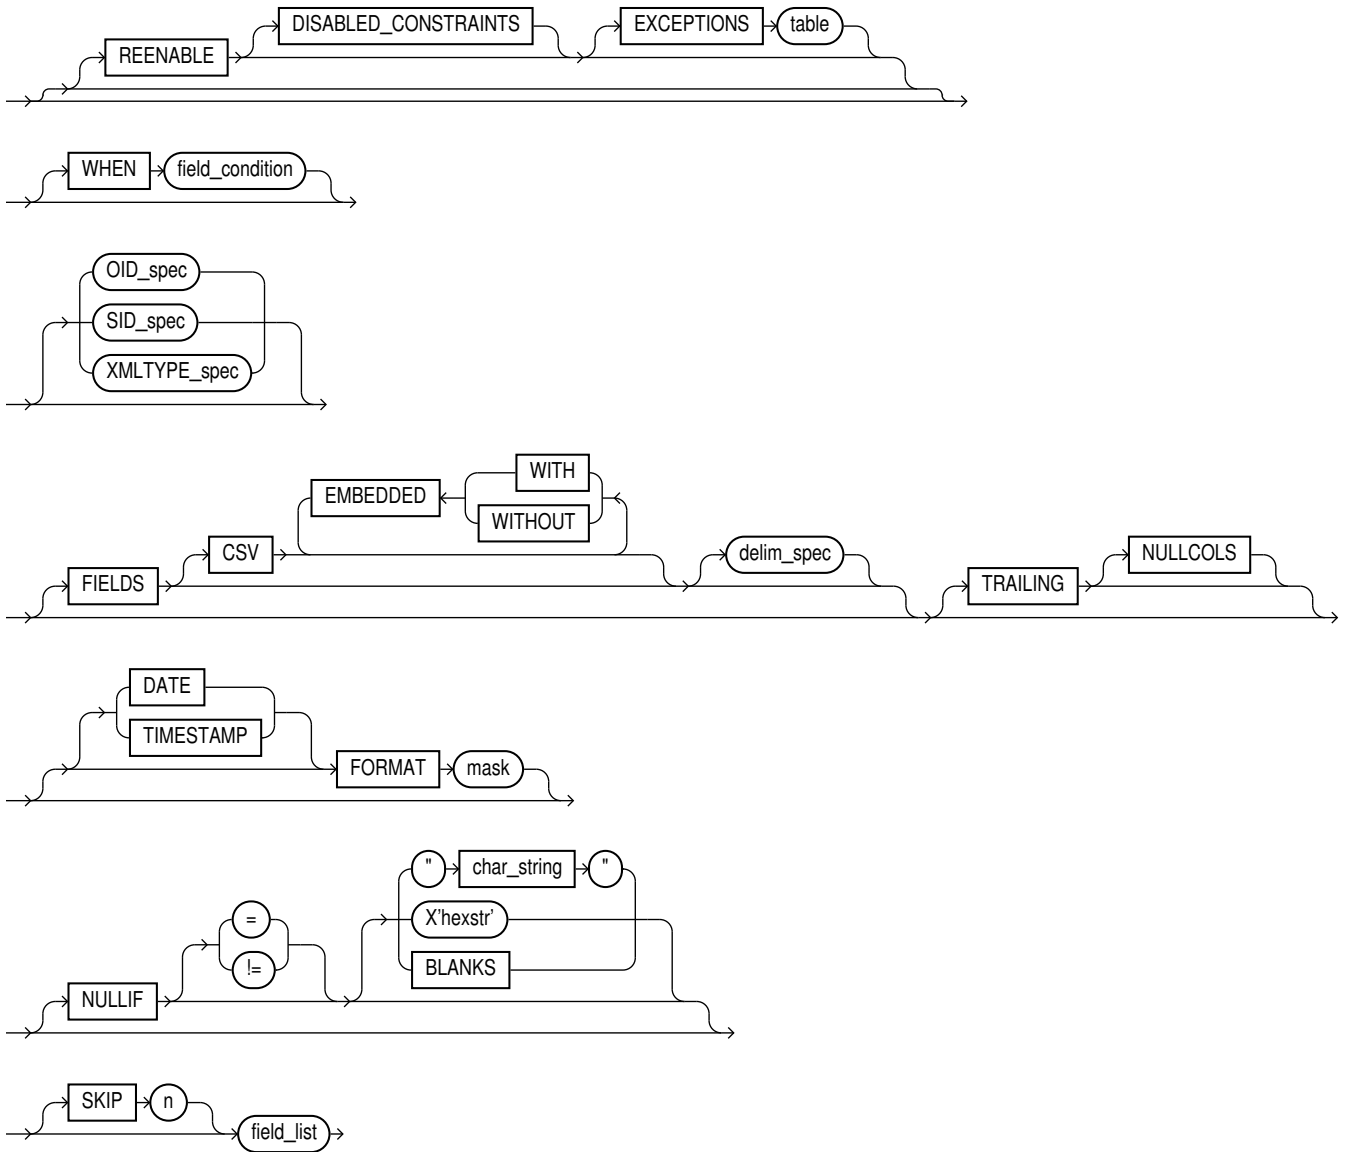 REENABLE DISABLED_CONSTRAINTS EXCEPTIONS table
WHEN field_condition
OID_spec
SID_spec
XMLTYPE_spec
FIELDS CSV EMBEDDED WITH
WITHOUT
delim_spec TRAILING NULLCOLS
DATE
TIMESTAMP
FORMAT mask
NULLIF =
!=
" char_string "
X'hexstr'
BLANKS
SKIP n field_list